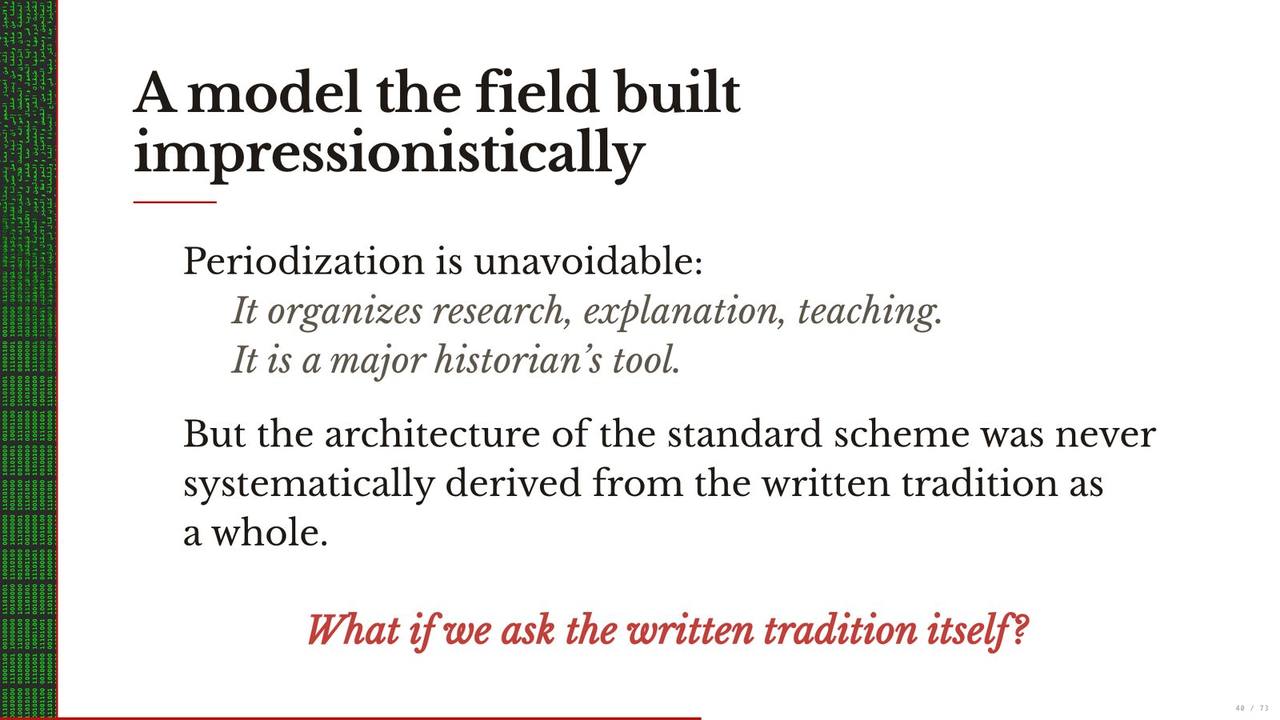 A model the field built
impressionistically
Periodization is unavoidable:
It organizes research, explanation, teaching.
It is a major historian’s tool.
But the architecture of the standard scheme was never
systematically derived from the written tradition as
a whole.
What if we ask the written tradition itself?
40 / 73